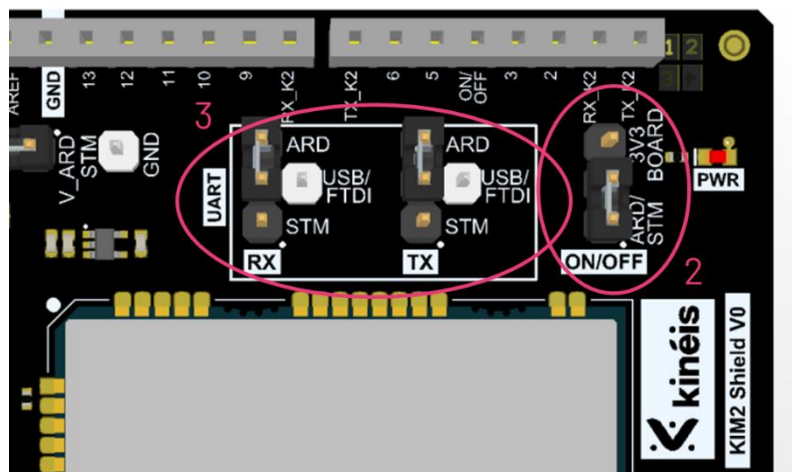 AREF
GND
13
12
11
10
9
RX_K2
TX_K2
6
5
ON/
OFF
3
2
RX_K2
TX_K2
1 2
3 4
3
V_ARD
STM
GND
UART
ARD
USB/
FTDI
STM
RX
ARD
USB/
FTDI
STM
TX
3V3
BOARD
ARD/
STM
ON/OFF
PWR
2
kinéis
KIM2 Shield V0